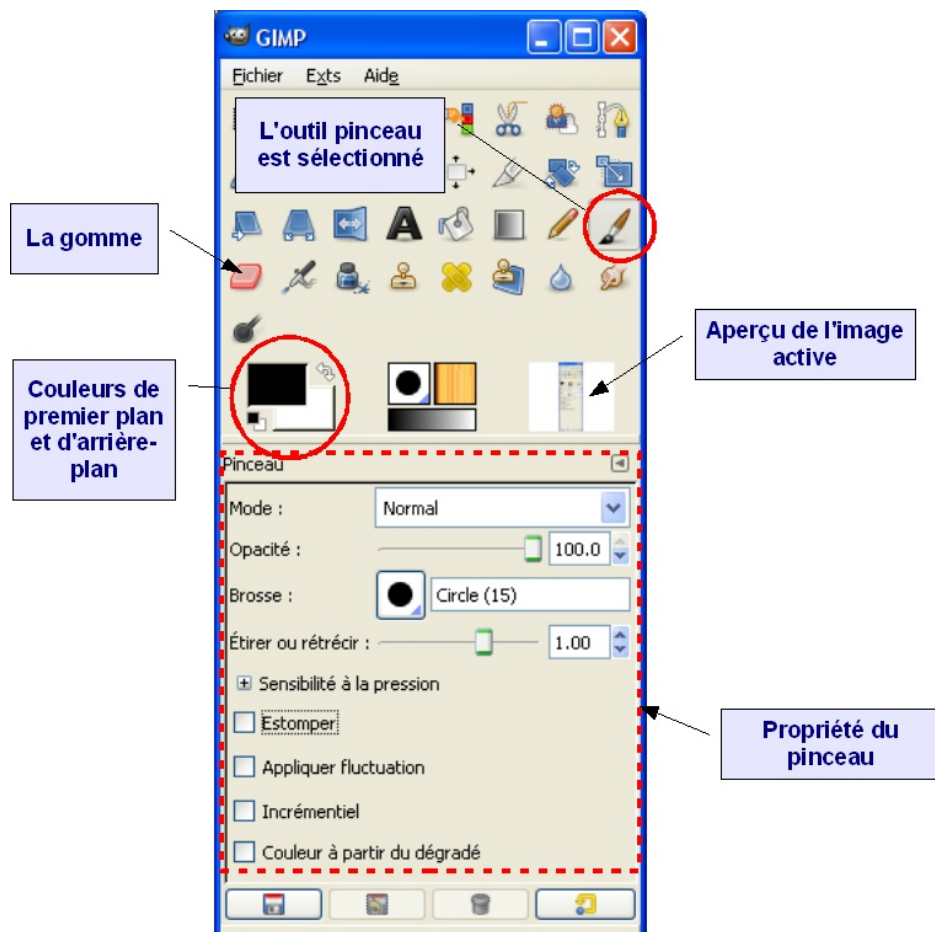 GIMP
Fichier Exts Aide
L'outil pinceau
est sélectionné
La gomme
Aperçu de l'image
active
Couleurs de
premier plan
et d'arrière-
plan
Pinceau
Mode : Normal
Opacité : 100.0
Brosse : Circle (15)
Étirer ou rétrécir : 1.00
Sensibilité à la pression
Estomper
Appliquer fluctuation
Incrémentiel
Couleur à partir du dégradé
Propriété du
pinceau